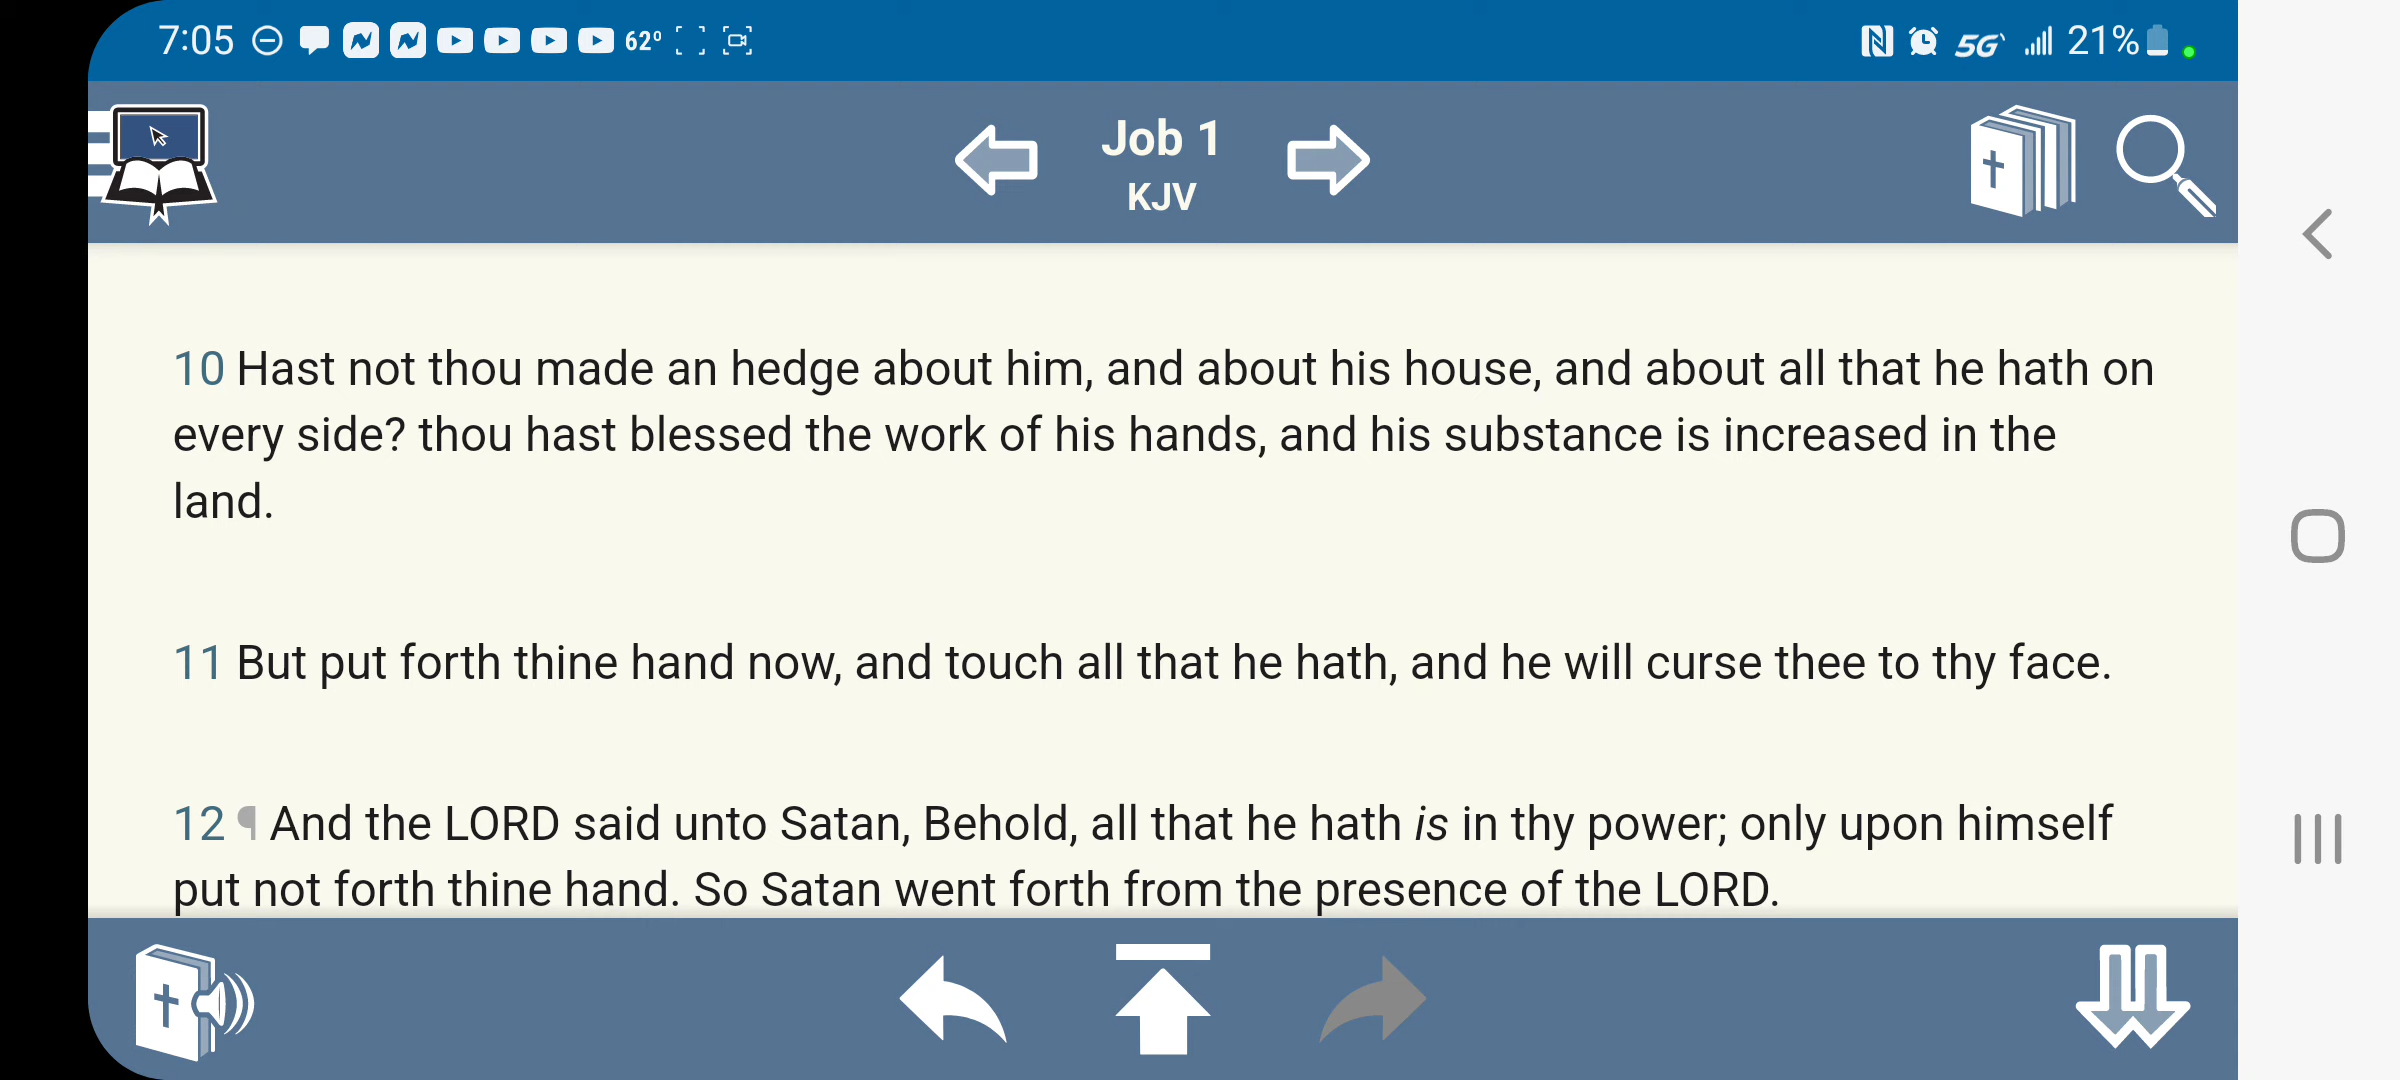 7:05 62° 5G 21%
Job 1
KJV
10 Hast not thou made an hedge about him, and about his house, and about all that he hath on
every side? thou hast blessed the work of his hands, and his substance is increased in the
land.
11 But put forth thine hand now, and touch all that he hath, and he will curse thee to thy face.
12 ¶ And the LORD said unto Satan, Behold, all that he hath is in thy power; only upon himself
put not forth thine hand. So Satan went forth from the presence of the LORD.